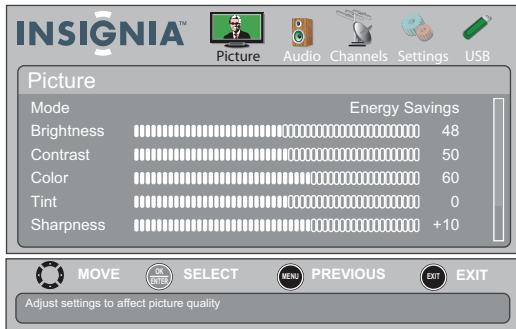 INSIGNIA™
Picture Audio Channels Settings USB
Picture
Mode Energy Savings
Brightness 48
Contrast 50
Color 60
Tint 0
Sharpness +10
MOVE OK ENTER SELECT MENU PREVIOUS EXIT EXIT
Adjust settings to affect picture quality